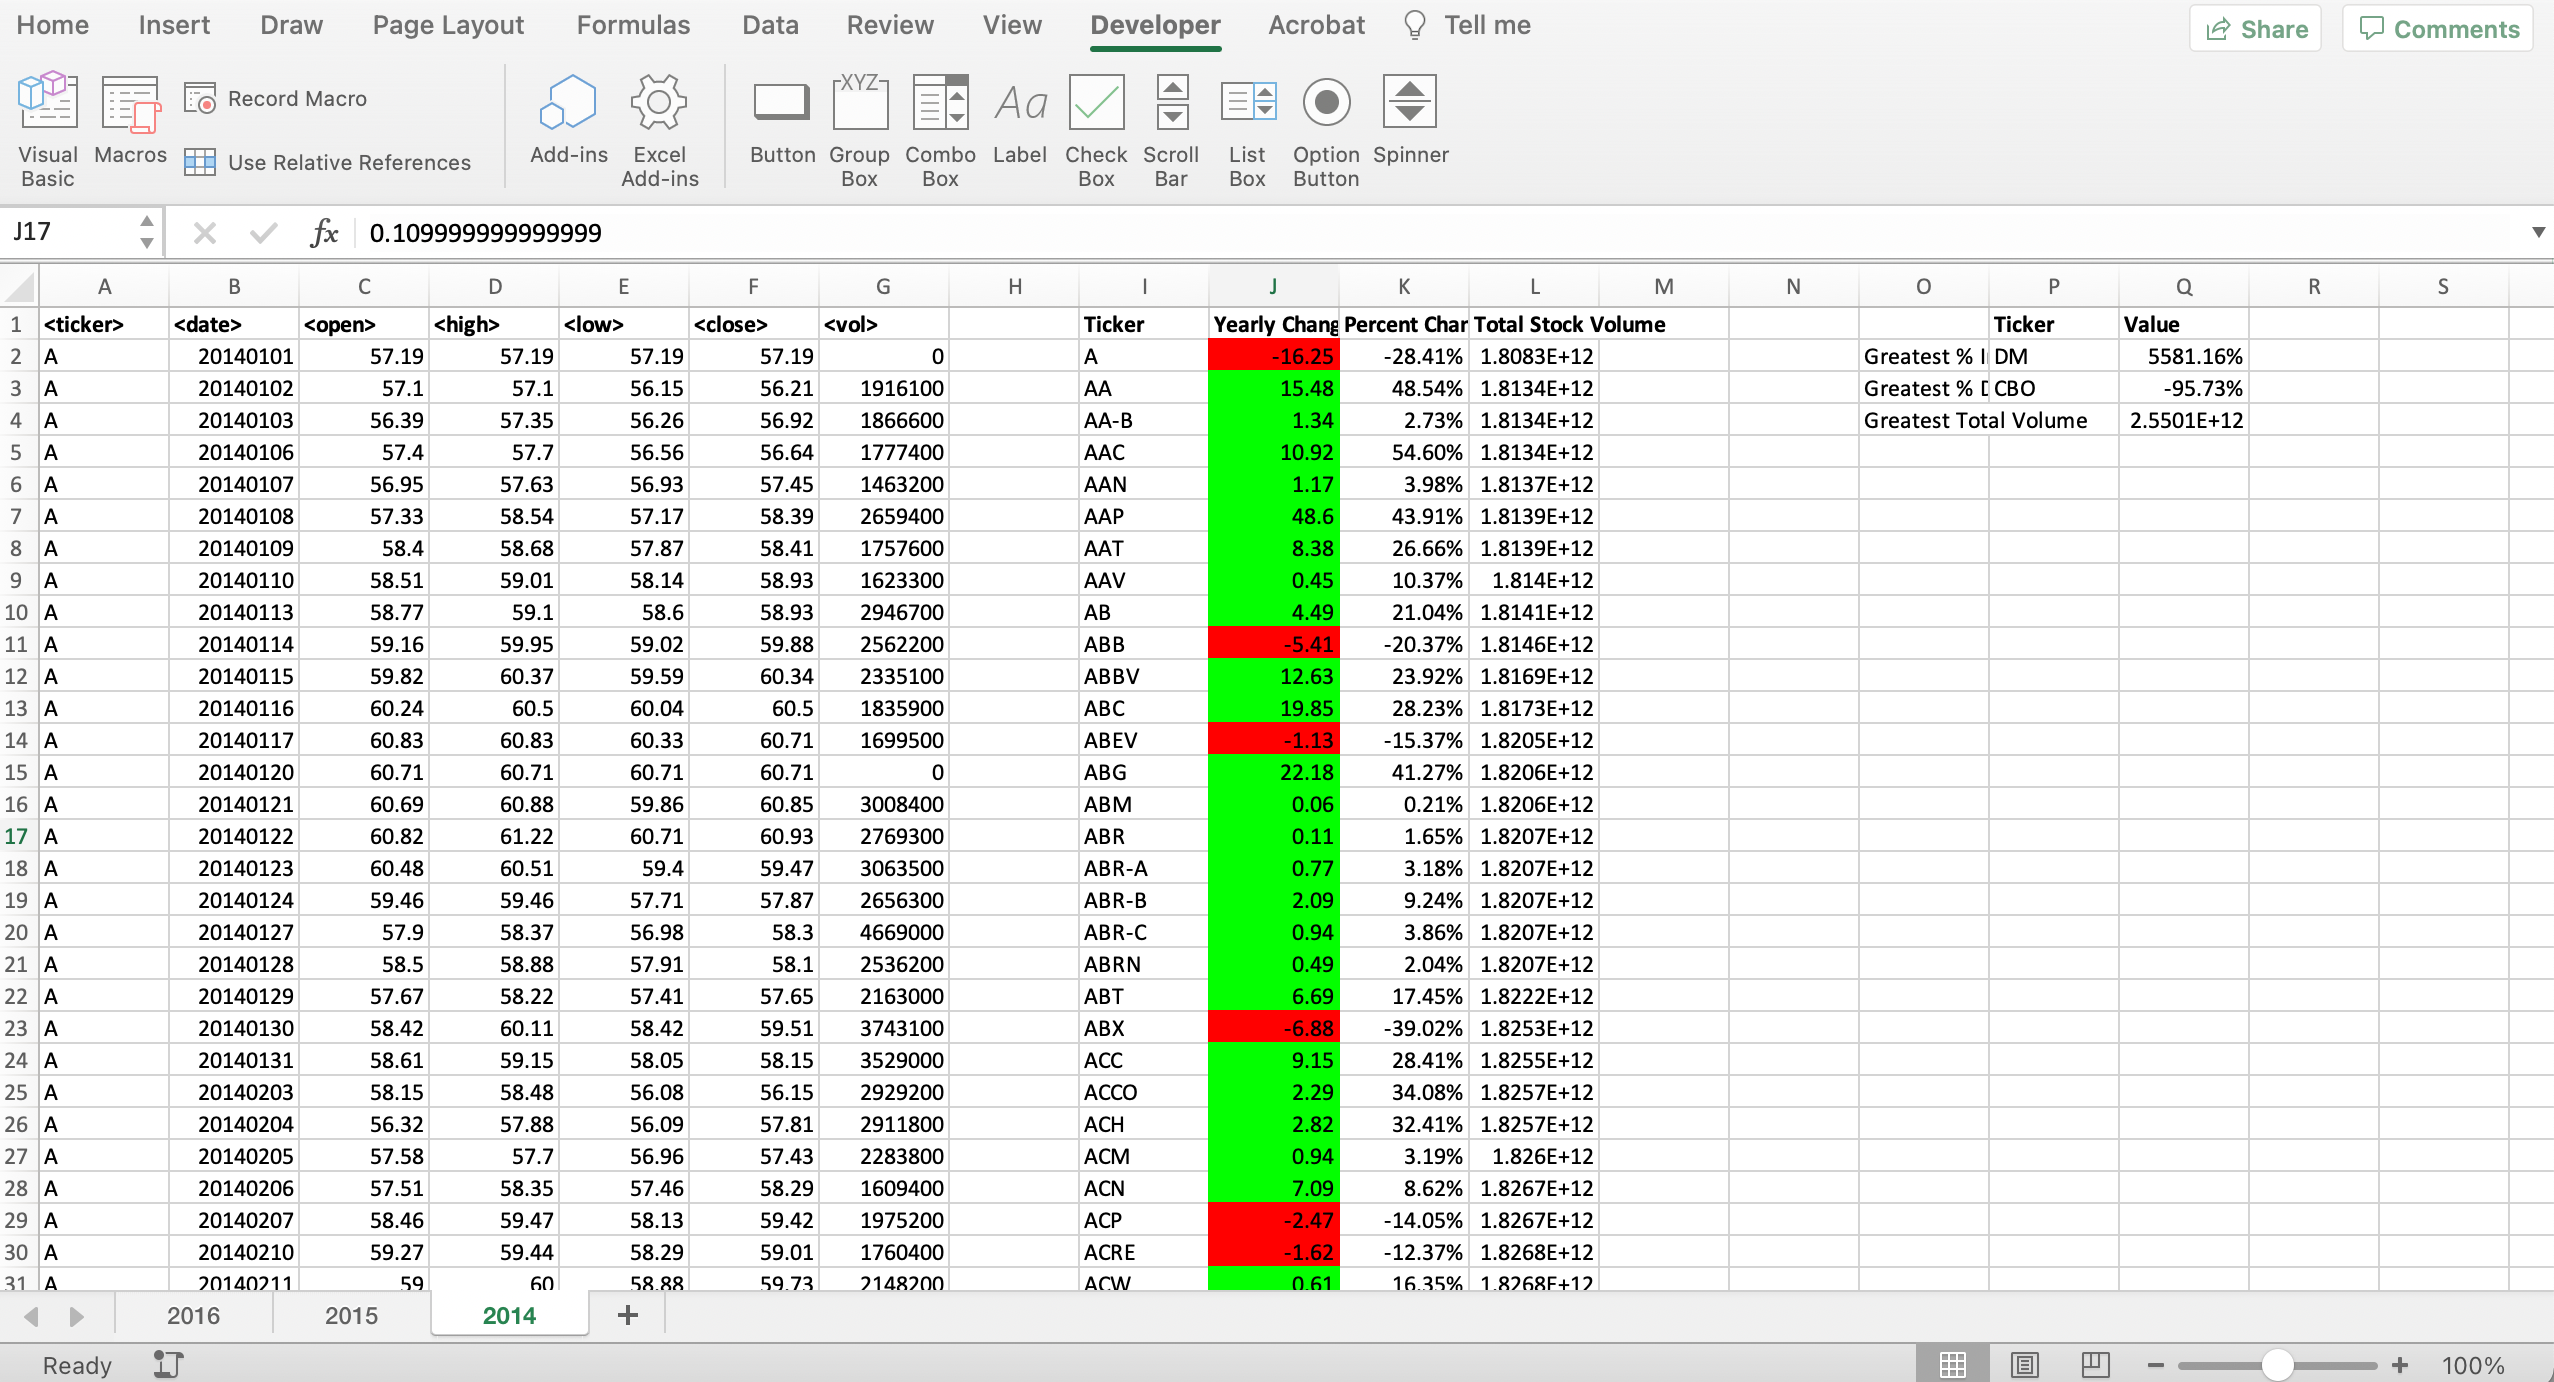 Home Insert Draw Page Layout Formulas Data Review View Developer Acrobat Tell me Share Comments
Visual Basic Macros Record Macro Use Relative References Add-ins Excel Add-ins Button XYZ Group Box Combo Box Aa Label Check Box Scroll Bar List Box Option Button Spinner
J17 fx 0.109999999999999
A B C D E F G H I J K L M N O P Q R S
1 <ticker> <date> <open> <high> <low> <close> <vol> Ticker Yearly Chang Percent Char Total Stock Volume Ticker Value
2 A 20140101 57.19 57.19 57.19 57.19 0 A -16.25 -28.41% 1.8083E+12 Greatest % I DM 5581.16%
3 A 20140102 57.1 57.1 56.15 56.21 1916100 AA 15.48 48.54% 1.8134E+12 Greatest % D CBO -95.73%
4 A 20140103 56.39 57.35 56.26 56.92 1866600 AA-B 1.34 2.73% 1.8134E+12 Greatest Total Volume 2.5501E+12
5 A 20140106 57.4 57.7 56.56 56.64 1777400 AAC 10.92 54.60% 1.8134E+12
6 A 20140107 56.95 57.63 56.93 57.45 1463200 AAN 1.17 3.98% 1.8137E+12
7 A 20140108 57.33 58.54 57.17 58.39 2659400 AAP 48.6 43.91% 1.8139E+12
8 A 20140109 58.4 58.68 57.87 58.41 1757600 AAT 8.38 26.66% 1.8139E+12
9 A 20140110 58.51 59.01 58.14 58.93 1623300 AAV 0.45 10.37% 1.814E+12
10 A 20140113 58.77 59.1 58.6 58.93 2946700 AB 4.49 21.04% 1.8141E+12
11 A 20140114 59.16 59.95 59.02 59.88 2562200 ABB -5.41 -20.37% 1.8146E+12
12 A 20140115 59.82 60.37 59.59 60.34 2335100 ABBV 12.63 23.92% 1.8169E+12
13 A 20140116 60.24 60.5 60.04 60.5 1835900 ABC 19.85 28.23% 1.8173E+12
14 A 20140117 60.83 60.83 60.33 60.71 1699500 ABEV -1.13 -15.37% 1.8205E+12
15 A 20140120 60.71 60.71 60.71 60.71 0 ABG 22.18 41.27% 1.8206E+12
16 A 20140121 60.69 60.88 59.86 60.85 3008400 ABM 0.06 0.21% 1.8206E+12
17 A 20140122 60.82 61.22 60.71 60.93 2769300 ABR 0.11 1.65% 1.8207E+12
18 A 20140123 60.48 60.51 59.4 59.47 3063500 ABR-A 0.77 3.18% 1.8207E+12
19 A 20140124 59.46 59.46 57.71 57.87 2656300 ABR-B 2.09 9.24% 1.8207E+12
20 A 20140127 57.9 58.37 56.98 58.3 4669000 ABR-C 0.94 3.86% 1.8207E+12
21 A 20140128 58.5 58.88 57.91 58.1 2536200 ABRN 0.49 2.04% 1.8207E+12
22 A 20140129 57.67 58.22 57.41 57.65 2163000 ABT 6.69 17.45% 1.8222E+12
23 A 20140130 58.42 60.11 58.42 59.51 3743100 ABX -6.88 -39.02% 1.8253E+12
24 A 20140131 58.61 59.15 58.05 58.15 3529000 ACC 9.15 28.41% 1.8255E+12
25 A 20140203 58.15 58.48 56.08 56.15 2929200 ACCO 2.29 34.08% 1.8257E+12
26 A 20140204 56.32 57.88 56.09 57.81 2911800 ACH 2.82 32.41% 1.8257E+12
27 A 20140205 57.58 57.7 56.96 57.43 2283800 ACM 0.94 3.19% 1.826E+12
28 A 20140206 57.51 58.35 57.46 58.29 1609400 ACN 7.09 8.62% 1.8267E+12
29 A 20140207 58.46 59.47 58.13 59.42 1975200 ACP -2.47 -14.05% 1.8267E+12
30 A 20140210 59.27 59.44 58.29 59.01 1760400 ACRE -1.62 -12.37% 1.8268E+12
31 A 20140211 59 60 58.88 59.73 2148200 ACW 0.61 16.35% 1.8268E+12
2016 2015 2014 +
Ready 100%